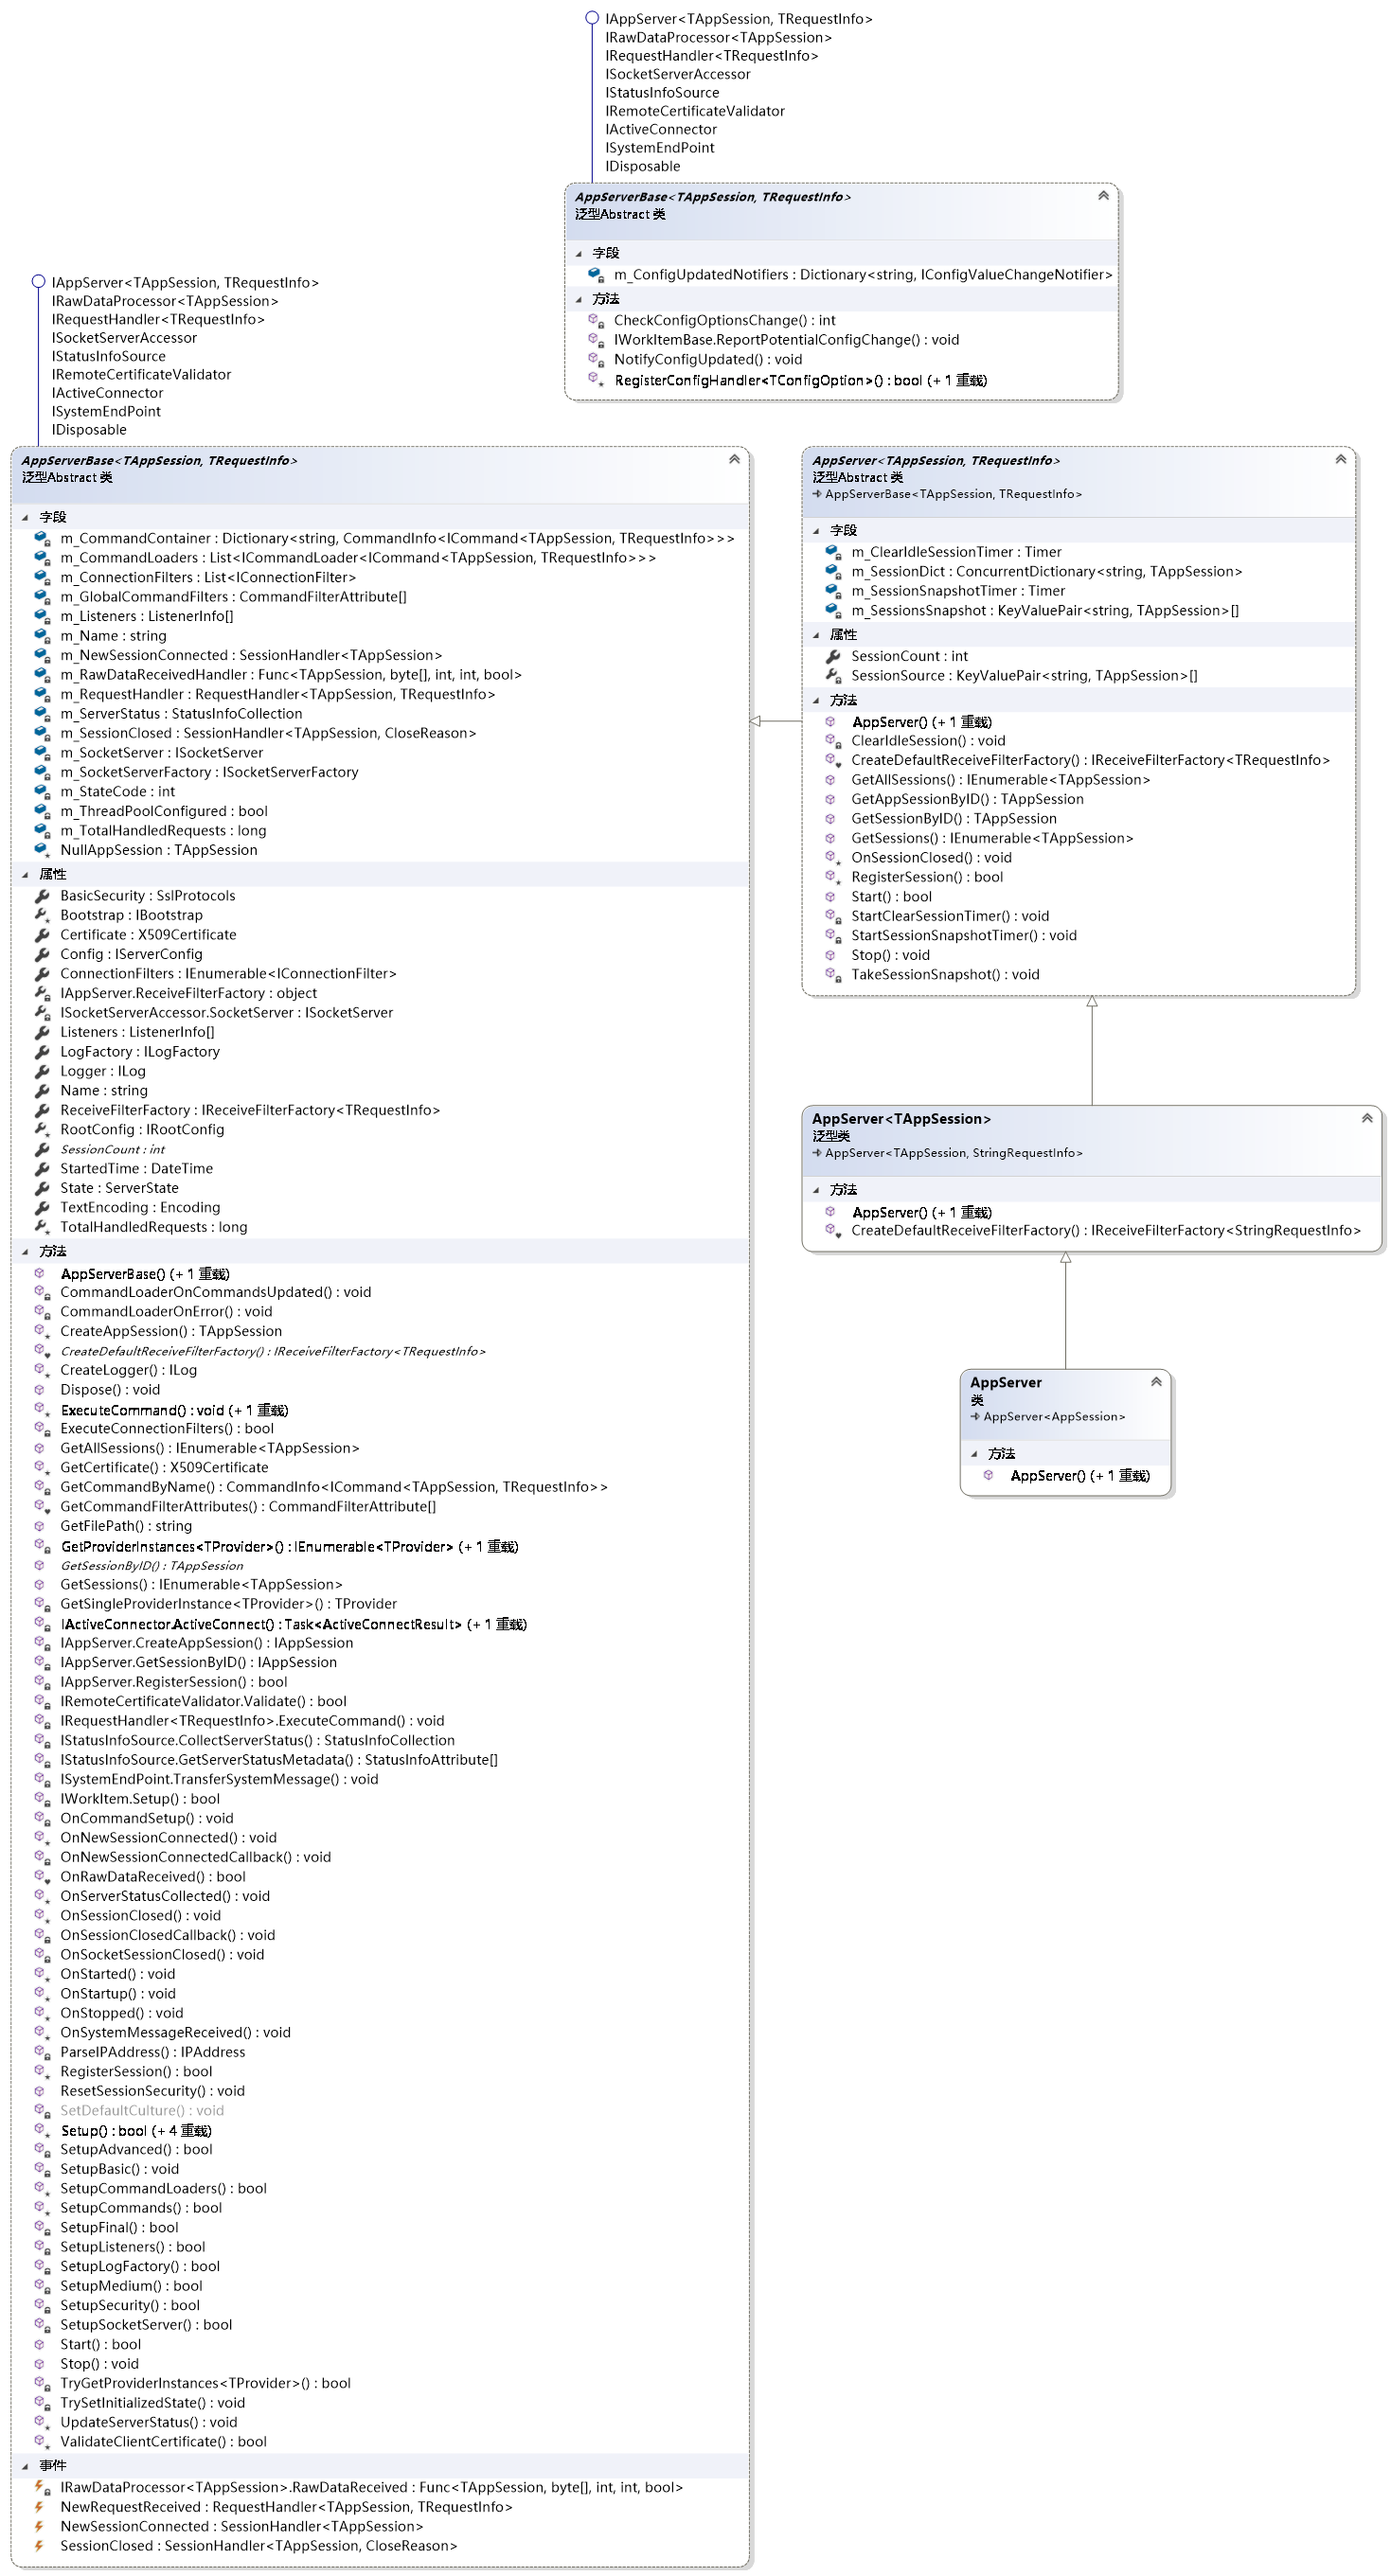 IAppServer<TAppSession, TRequestInfo>
IRawDataProcessor<TAppSession>
IRequestHandler<TRequestInfo>
ISocketServerAccessor
IStatusInfoSource
IRemoteCertificateValidator
IActiveConnector
ISystemEndPoint
IDisposable
AppServerBase<TAppSession, TRequestInfo>
泛型Abstract 类
字段
m_ConfigUpdatedNotifiers : Dictionary<string, IConfigValueChangeNotifier>
方法
CheckConfigOptionsChange() : int
IWorkItemBase.ReportPotentialConfigChange() : void
NotifyConfigUpdated() : void
RegisterConfigHandler<TConfigOption>() : bool (+ 1 重载)
IAppServer<TAppSession, TRequestInfo>
IRawDataProcessor<TAppSession>
IRequestHandler<TRequestInfo>
ISocketServerAccessor
IStatusInfoSource
IRemoteCertificateValidator
IActiveConnector
ISystemEndPoint
IDisposable
AppServerBase<TAppSession, TRequestInfo>
泛型Abstract 类
字段
m_CommandContainer : Dictionary<string, CommandInfo<ICommand<TAppSession, TRequestInfo>>>
m_CommandLoaders : List<ICommandLoader<ICommand<TAppSession, TRequestInfo>>>
m_ConnectionFilters : List<IConnectionFilter>
m_GlobalCommandFilters : CommandFilterAttribute[]
m_Listeners : ListenerInfo[]
m_Name : string
m_NewSessionConnected : SessionHandler<TAppSession>
m_RawDataReceivedHandler : Func<TAppSession, byte[], int, int, bool>
m_RequestHandler : RequestHandler<TAppSession, TRequestInfo>
m_ServerStatus : StatusInfoCollection
m_SessionClosed : SessionHandler<TAppSession, CloseReason>
m_SocketServer : ISocketServer
m_SocketServerFactory : ISocketServerFactory
m_StateCode : int
m_ThreadPoolConfigured : bool
m_TotalHandledRequests : long
NullAppSession : TAppSession
属性
BasicSecurity : SslProtocols
Bootstrap : IBootstrap
Certificate : X509Certificate
Config : IServerConfig
ConnectionFilters : IEnumerable<IConnectionFilter>
IAppServer.ReceiveFilterFactory : object
ISocketServerAccessor.SocketServer : ISocketServer
Listeners : ListenerInfo[]
LogFactory : ILogFactory
Logger : ILog
Name : string
ReceiveFilterFactory : IReceiveFilterFactory<TRequestInfo>
RootConfig : IRootConfig
SessionCount : int
StartedTime : DateTime
State : ServerState
TextEncoding : Encoding
TotalHandledRequests : long
方法
AppServerBase() (+ 1 重载)
CommandLoaderOnCommandsUpdated() : void
CommandLoaderOnError() : void
CreateAppSession() : TAppSession
CreateDefaultReceiveFilterFactory() : IReceiveFilterFactory<TRequestInfo>
CreateLogger() : ILog
Dispose() : void
ExecuteCommand() : void (+ 1 重载)
ExecuteConnectionFilters() : bool
GetAllSessions() : IEnumerable<TAppSession>
GetCertificate() : X509Certificate
GetCommandByName() : CommandInfo<ICommand<TAppSession, TRequestInfo>>
GetCommandFilterAttributes() : CommandFilterAttribute[]
GetFilePath() : string
GetProviderInstances<TProvider>() : IEnumerable<TProvider> (+ 1 重载)
GetSessionByID() : TAppSession
GetSessions() : IEnumerable<TAppSession>
GetSingleProviderInstance<TProvider>() : TProvider
IActiveConnector.ActiveConnect() : Task<ActiveConnectResult> (+ 1 重载)
IAppServer.CreateAppSession() : IAppSession
IAppServer.GetSessionByID() : IAppSession
IAppServer.RegisterSession() : bool
IRemoteCertificateValidator.Validate() : bool
IRequestHandler<TRequestInfo>.ExecuteCommand() : void
IStatusInfoSource.CollectServerStatus() : StatusInfoCollection
IStatusInfoSource.GetServerStatusMetadata() : StatusInfoAttribute[]
ISystemEndPoint.TransferSystemMessage() : void
IWorkItem.Setup() : bool
OnCommandSetup() : void
OnNewSessionConnected() : void
OnNewSessionConnectedCallback() : void
OnRawDataReceived() : bool
OnServerStatusCollected() : void
OnSessionClosed() : void
OnSessionClosedCallback() : void
OnSocketSessionClosed() : void
OnStarted() : void
OnStartup() : void
OnStopped() : void
OnSystemMessageReceived() : void
ParseIPAddress() : IPAddress
RegisterSession() : bool
ResetSessionSecurity() : void
SetDefaultCulture() : void
Setup() : bool (+ 4 重载)
SetupAdvanced() : bool
SetupBasic() : void
SetupCommandLoaders() : bool
SetupCommands() : bool
SetupFinal() : bool
SetupListeners() : bool
SetupLogFactory() : bool
SetupMedium() : bool
SetupSecurity() : bool
SetupSocketServer() : bool
Start() : bool
Stop() : void
TryGetProviderInstances<TProvider>() : bool
TrySetInitializedState() : void
UpdateServerStatus() : void
ValidateClientCertificate() : bool
事件
IRawDataProcessor<TAppSession>.RawDataReceived : Func<TAppSession, byte[], int, int, bool>
NewRequestReceived : RequestHandler<TAppSession, TRequestInfo>
NewSessionConnected : SessionHandler<TAppSession>
SessionClosed : SessionHandler<TAppSession, CloseReason>
AppServer<TAppSession, TRequestInfo>
泛型Abstract 类
AppServerBase<TAppSession, TRequestInfo>
字段
m_ClearIdleSessionTimer : Timer
m_SessionDict : ConcurrentDictionary<string, TAppSession>
m_SessionSnapshotTimer : Timer
m_SessionsSnapshot : KeyValuePair<string, TAppSession>[]
属性
SessionCount : int
SessionSource : KeyValuePair<string, TAppSession>[]
方法
AppServer() (+ 1 重载)
ClearIdleSession() : void
CreateDefaultReceiveFilterFactory() : IReceiveFilterFactory<TRequestInfo>
GetAllSessions() : IEnumerable<TAppSession>
GetAppSessionByID() : TAppSession
GetSessionByID() : TAppSession
GetSessions() : IEnumerable<TAppSession>
OnSessionClosed() : void
RegisterSession() : bool
Start() : bool
StartClearSessionTimer() : void
StartSessionSnapshotTimer() : void
Stop() : void
TakeSessionSnapshot() : void
AppServer<TAppSession>
泛型类
AppServer<TAppSession, StringRequestInfo>
方法
AppServer() (+ 1 重载)
CreateDefaultReceiveFilterFactory() : IReceiveFilterFactory<StringRequestInfo>
AppServer
类
AppServer<AppSession>
方法
AppServer() (+ 1 重载)